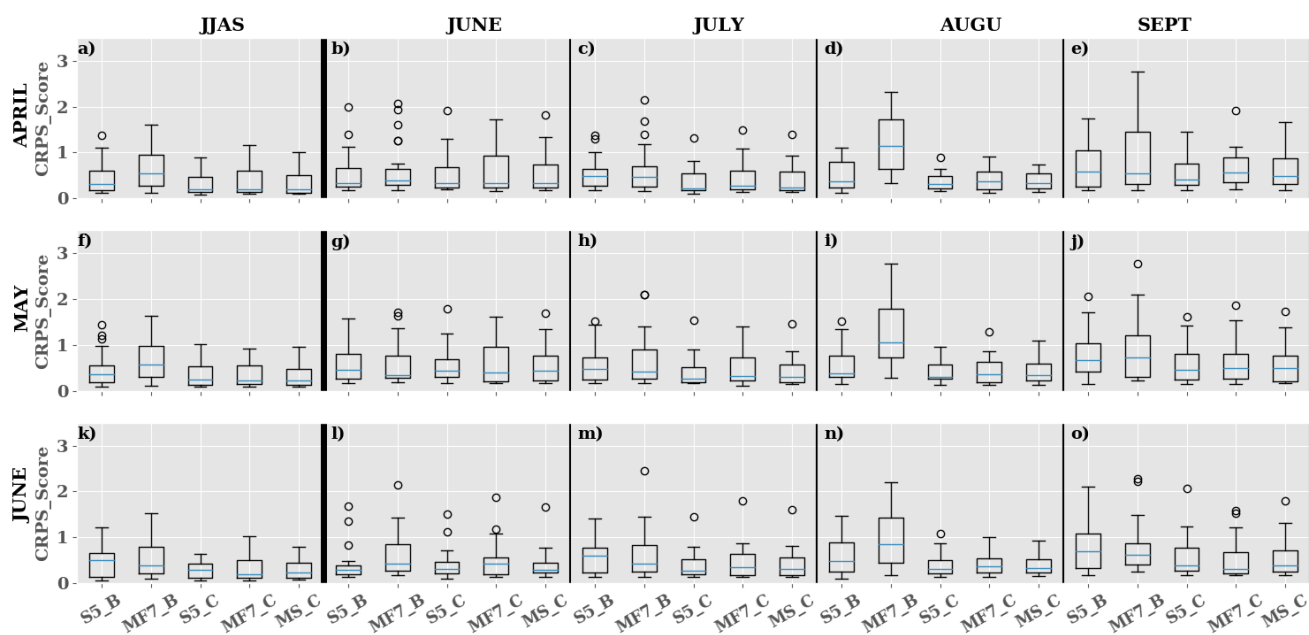 JJAS JUNE JULY AUGU SEPT
a) b) c) d) e)
APRIL
CRPS_Score
3
2
1
0
f) g) h) i) j)
MAY
CRPS_Score
3
2
1
0
k) l) m) n) o)
JUNE
CRPS_Score
3
2
1
0
S5_B MF7_B S5_C MF7_C MS_C S5_B MF7_B S5_C MF7_C MS_C S5_B MF7_B S5_C MF7_C MS_C S5_B MF7_B S5_C MF7_C MS_C S5_B MF7_B S5_C MF7_C MS_C